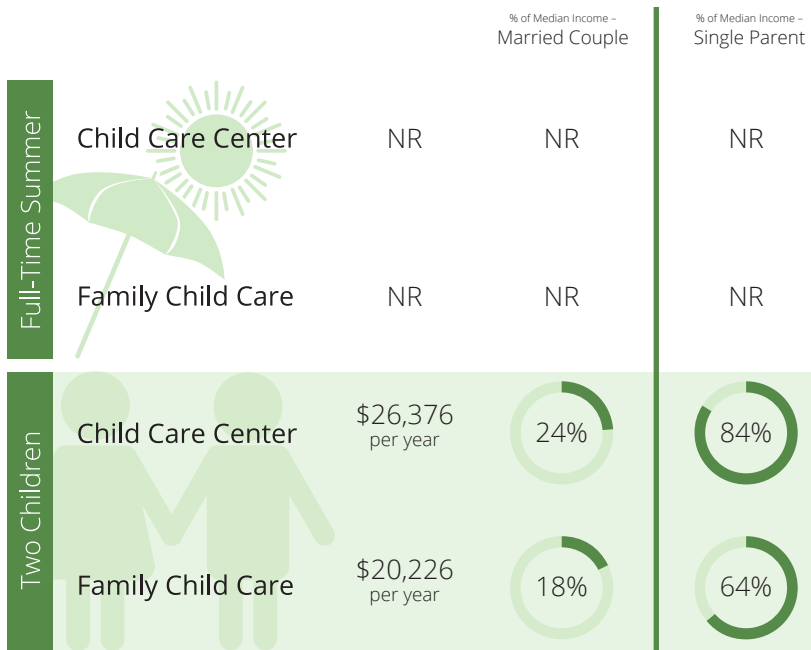 % of Median Income –
Married Couple
% of Median Income –
Single Parent
Full-Time Summer
Child Care Center
NR
NR
NR
Family Child Care
NR
NR
NR
Two Children
Child Care Center
$26,376
per year
24%
84%
Family Child Care
$20,226
per year
18%
64%